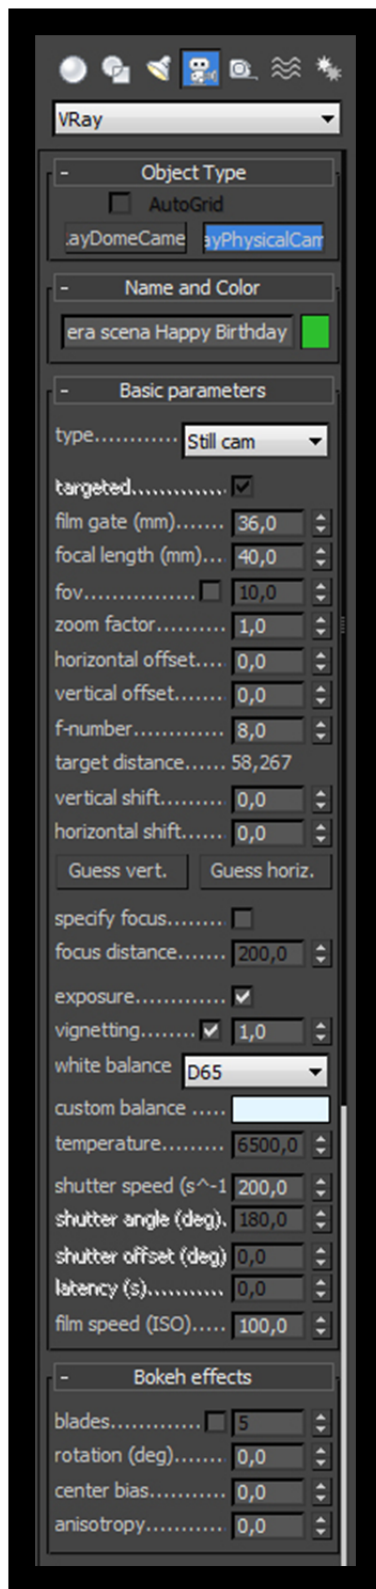 VRay
- Object Type
AutoGrid
.ayDomeCame ayPhysicalCam
- Name and Color
era scena Happy Birthday
- Basic parameters
type............ Still cam
targeted.............
film gate (mm)....... 36,0
focal length (mm)... 40,0
fov................ 10,0
zoom factor.......... 1,0
horizontal offset.... 0,0
vertical offset....... 0,0
f-number............. 8,0
target distance...... 58,267
vertical shift......... 0,0
horizontal shift...... 0,0
Guess vert. Guess horiz.
specify focus........
focus distance....... 200,0
exposure.............
vignetting........ 1,0
white balance D65
custom balance .....
temperature......... 6500,0
shutter speed (s^-1 200,0
shutter angle (deg). 180,0
shutter offset (deg) 0,0
latency (s)........... 0,0
film speed (ISO)..... 100,0
- Bokeh effects
blades............. 5
rotation (deg)....... 0,0
center bias........... 0,0
anisotropy........... 0,0